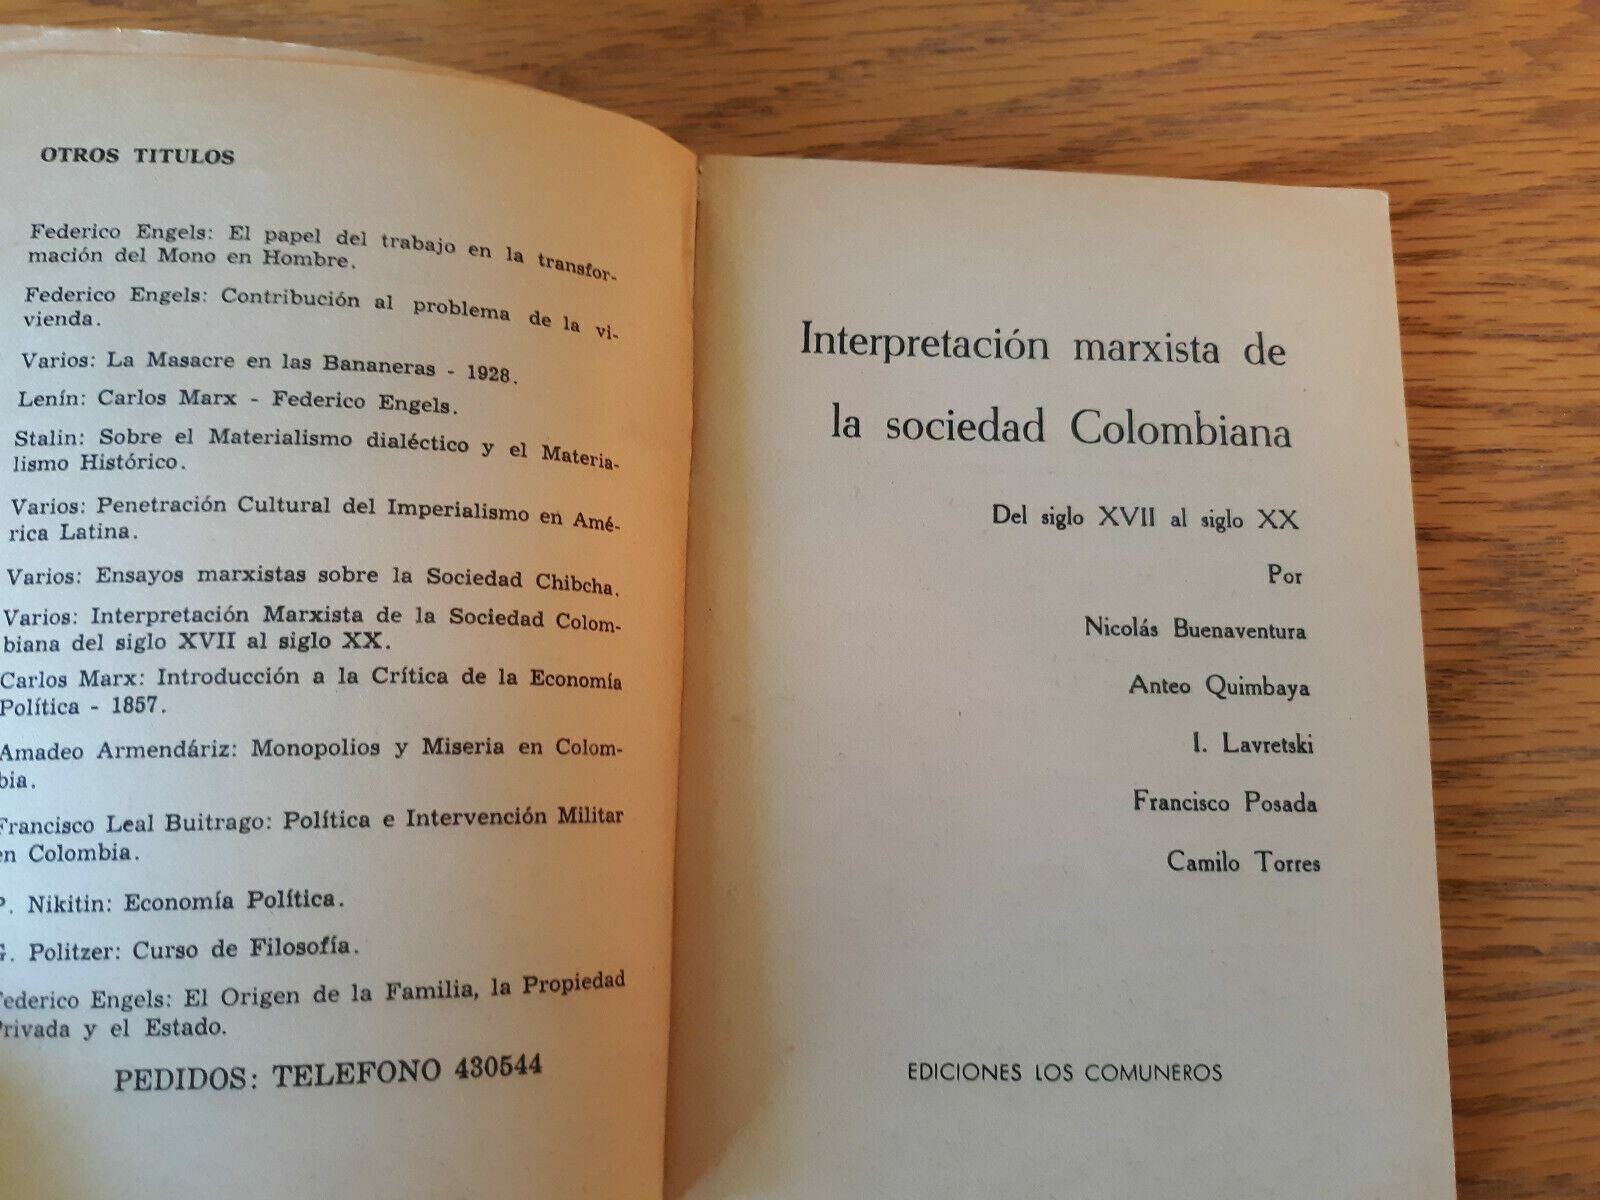 OTROS TITULOS
Federico Engels: El papel del trabajo en la transfor-
mación del Mono en Hombre.
Federico Engels: Contribución al problema de la vi-
vienda.
Varios: La Masacre en las Bananeras - 1928.
Lenín: Carlos Marx - Federico Engels.
Stalin: Sobre el Materialismo dialéctico y el Materia-
lismo Histórico.
Varios: Penetración Cultural del Imperialismo en Amé-
rica Latina.
Varios: Ensayos marxistas sobre la Sociedad Chibcha.
Varios: Interpretación Marxista de la Sociedad Colom-
biana del siglo XVII al siglo XX.
Carlos Marx: Introducción a la Crítica de la Economía
Política - 1857.
Amadeo Armendáriz: Monopolios y Miseria en Colom-
bia.
Francisco Leal Buitrago: Política e Intervención Militar
en Colombia.
P. Nikitin: Economía Política.
G. Politzer: Curso de Filosofía.
Federico Engels: El Origen de la Familia, la Propiedad
Privada y el Estado.
PEDIDOS: TELEFONO 430544
Interpretación marxista de
la sociedad Colombiana
Del siglo XVII al siglo XX
Por
Nicolás Buenaventura
Anteo Quimbaya
I. Lavretski
Francisco Posada
Camilo Torres
EDICIONES LOS COMUNEROS